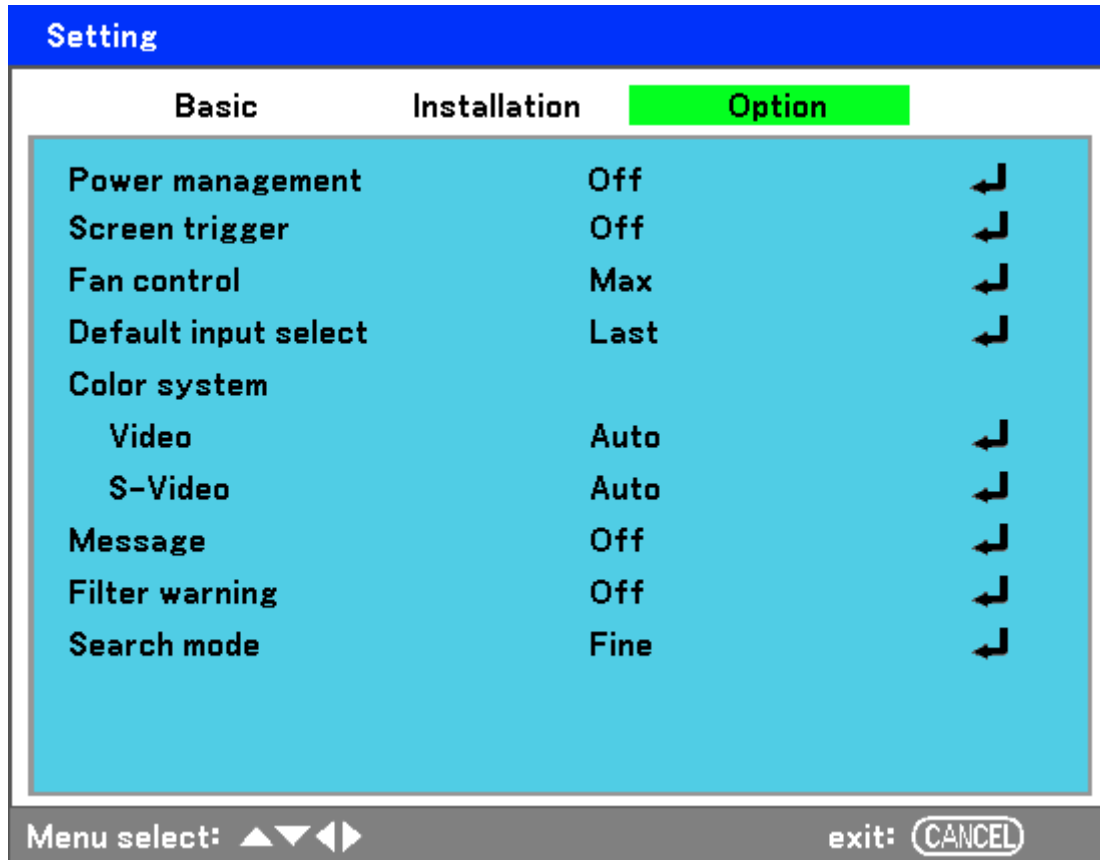 Setting
Basic Installation Option
Power management Off
Screen trigger Off
Fan control Max
Default input select Last
Color system
Video Auto
S-Video Auto
Message Off
Filter warning Off
Search mode Fine
Menu select: ▲▼◀▶ exit: CANCEL